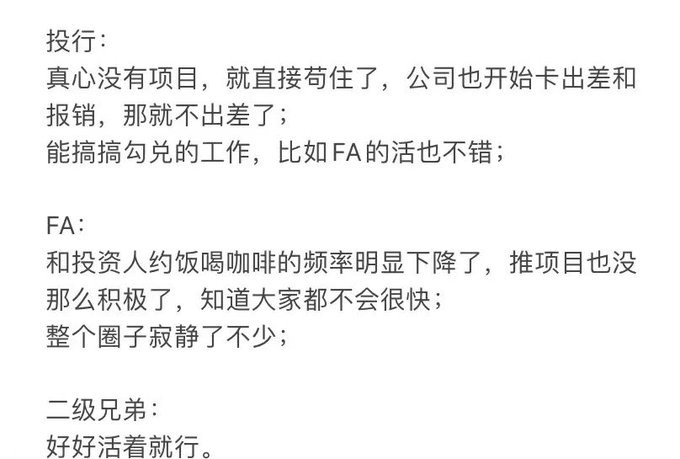 投行：
真心没有项目，就直接苟住了，公司也开始卡出差和
报销，那就不出差了；
能搞搞勾兑的工作，比如FA的活也不错；
FA：
和投资人约饭喝咖啡的频率明显下降了，推项目也没
那么积极了，知道大家都不会很快；
整个圈子寂静了不少；
二级兄弟：
好好活着就行。